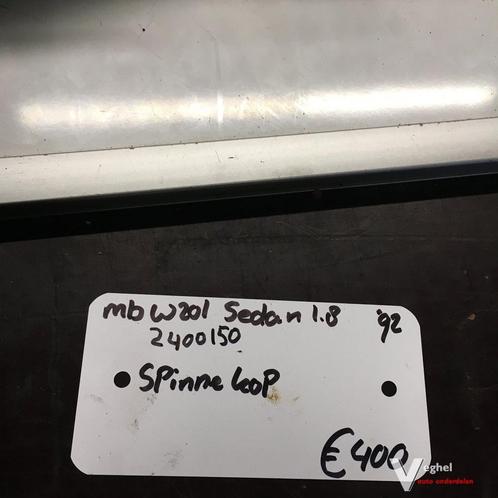 mb W201 Sedan 1.8 '92
2400150
Spinnekop
€400
Veghel
auto onderdelen